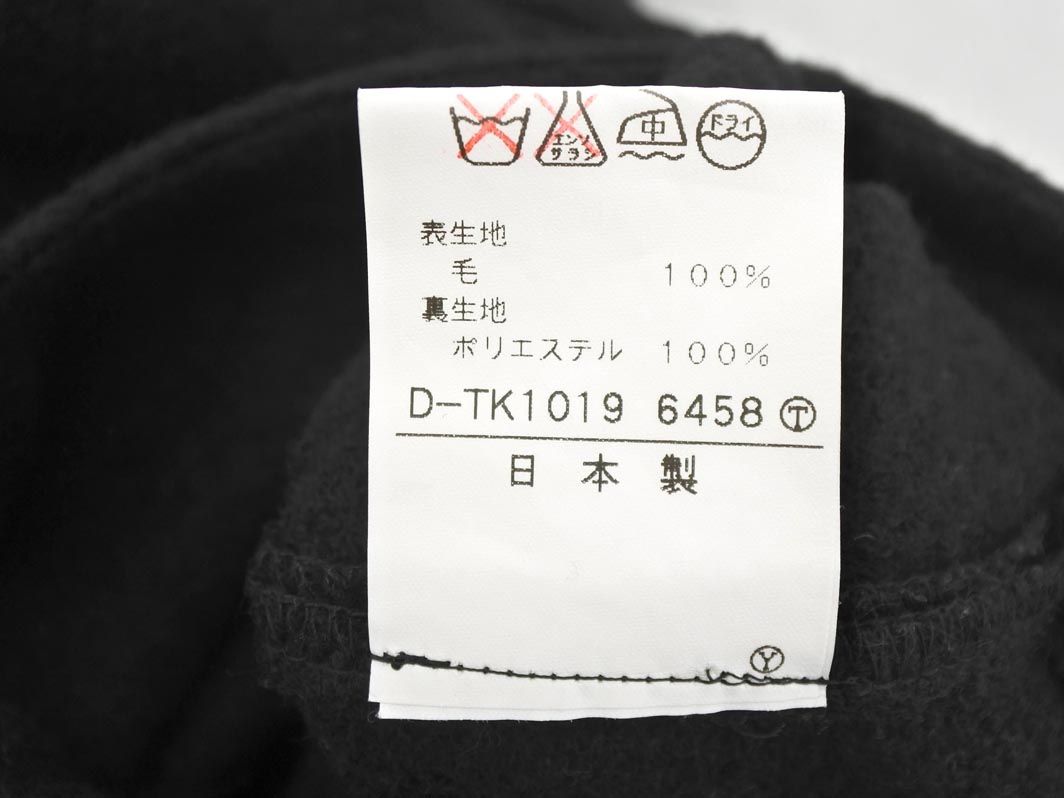 エンソ
サラシ
中
ドライ
表生地
毛 100%
裏生地
ポリエステル 100%
D-TK1019 6458 Ⓣ
日本製
Ⓨ